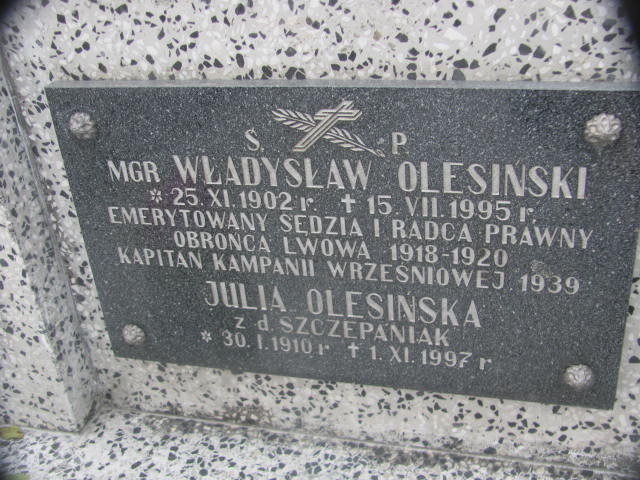 Ś. P.
MGR WŁADYSŁAW OLESIŃSKI
* 25.XI.1902 r. ✝ 15.VII.1995 r.
EMERYTOWANY SĘDZIA I RADCA PRAWNY
OBROŃCA LWOWA 1918-1920
KAPITAN KAMPANII WRZEŚNIOWEJ 1939
JULIA OLESIŃSKA
z d. SZCZEPANIAK
* 30.I.1910 r ✝ 1.XI.1997 r